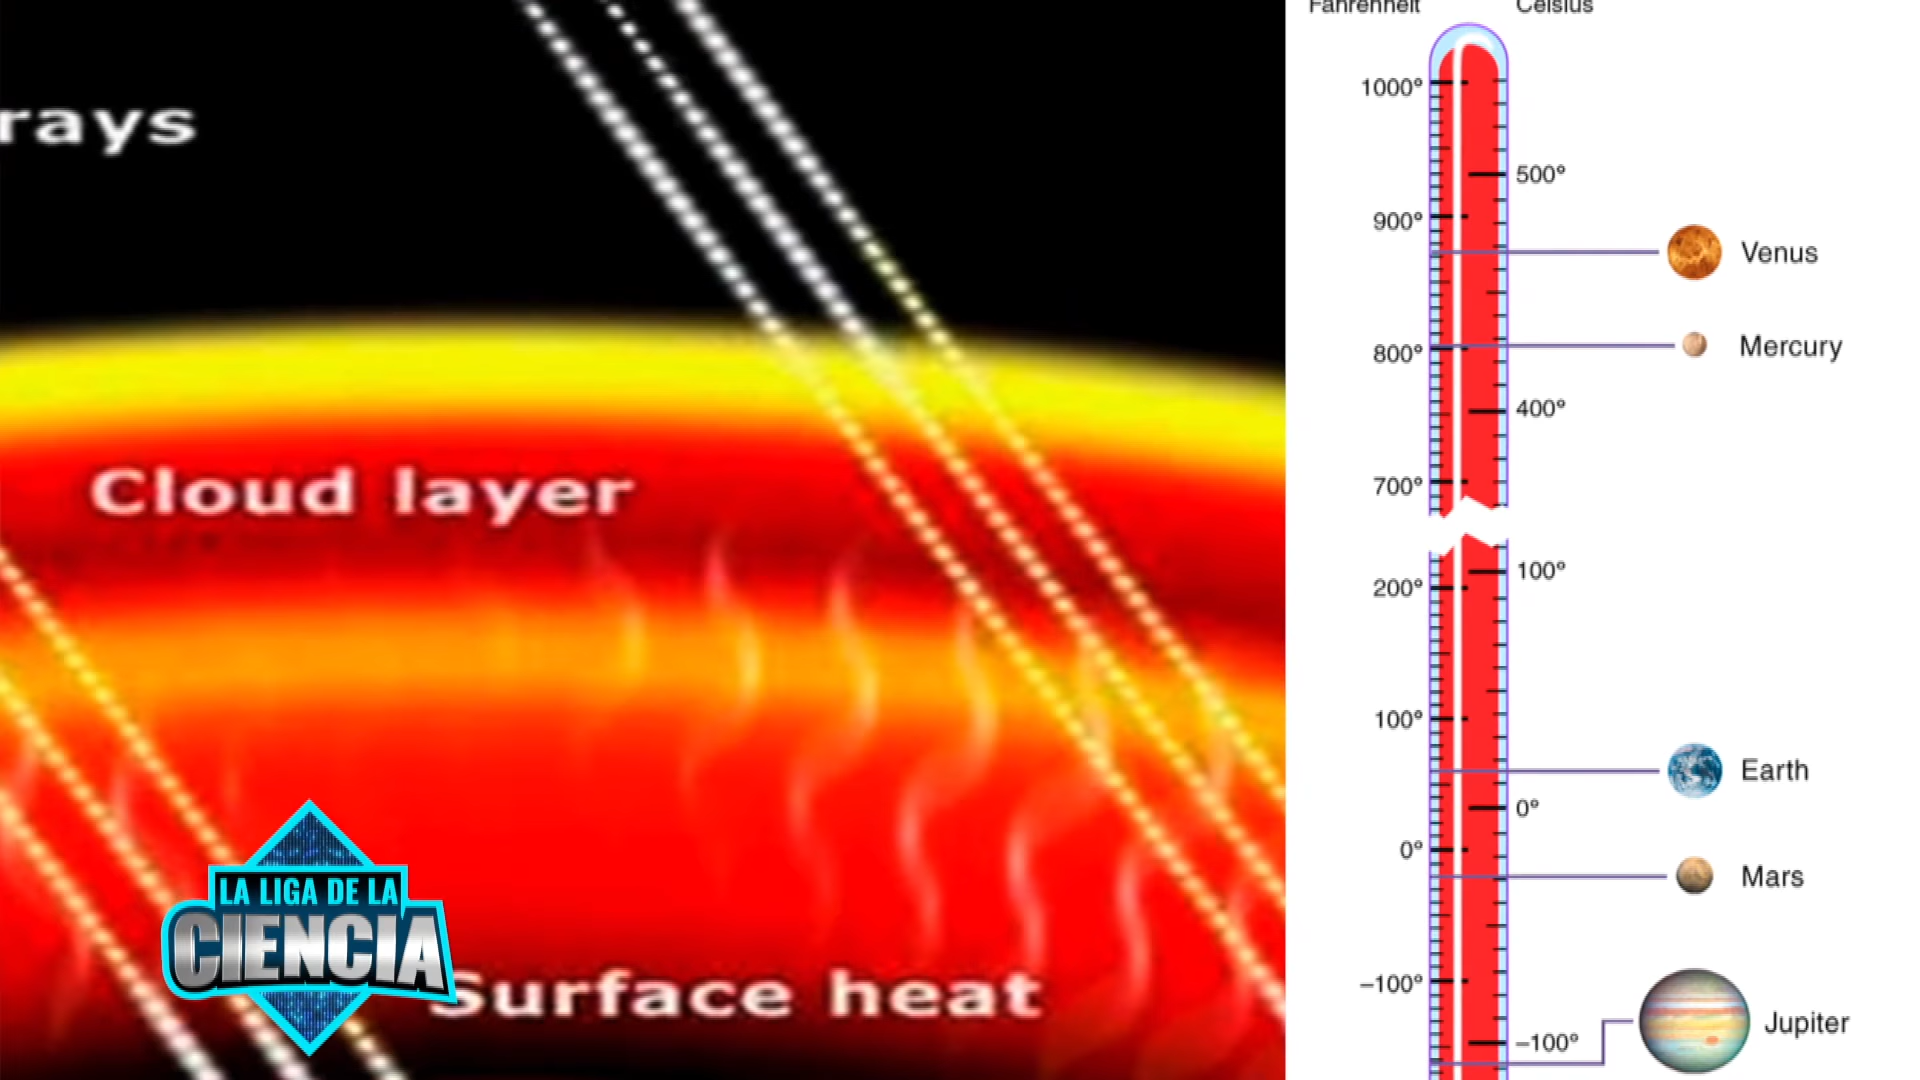 rays
Cloud layer
Surface heat
LA LIGA DE LA
CIENCIA
Fahrenheit
Celsius
1000°
900°
800°
700°
200°
100°
0°
–100°
500°
400°
100°
0°
–100°
Venus
Mercury
Earth
Mars
Jupiter